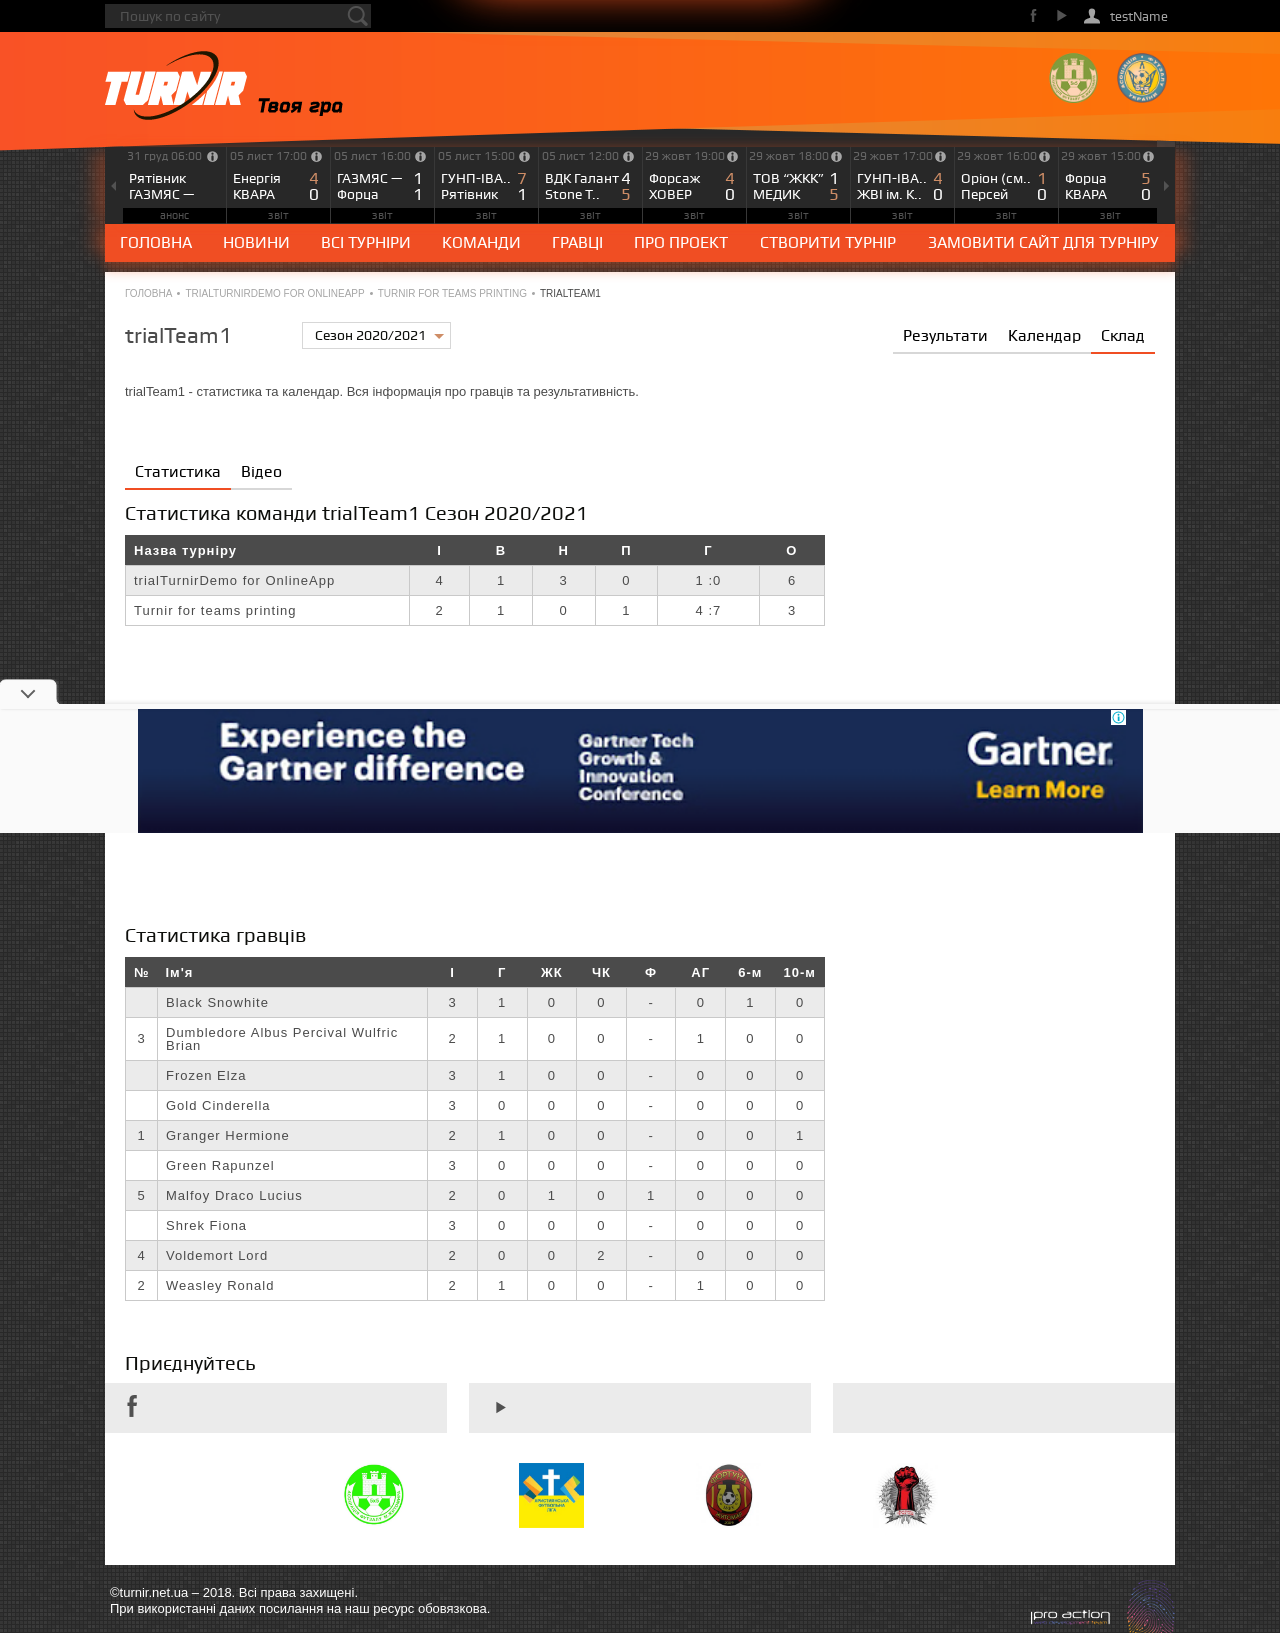 Пошук по сайту
testName
TURNIR
Твоя гра
31 груд 06:00
Рятівник
ГАЗМЯС —
анонс
05 лист 17:00
Енергія 4
КВАРА 0
звіт
05 лист 16:00
ГАЗМЯС — 1
Форца 1
звіт
05 лист 15:00
ГУНП-ІВА.. 7
Рятівник 1
звіт
05 лист 12:00
ВДК Галант 4
Stone T.. 5
звіт
29 жовт 19:00
Форсаж 4
ХОВЕР 0
звіт
29 жовт 18:00
ТОВ “ЖКК” 1
МЕДИК 5
звіт
29 жовт 17:00
ГУНП-ІВА.. 4
ЖВІ ім. К.. 0
звіт
29 жовт 16:00
Оріон (см.. 1
Персей 0
звіт
29 жовт 15:00
Форца 5
КВАРА 0
звіт
ГОЛОВНА НОВИНИ ВСІ ТУРНІРИ КОМАНДИ ГРАВЦІ ПРО ПРОЕКТ СТВОРИТИ ТУРНІР ЗАМОВИТИ САЙТ ДЛЯ ТУРНІРУ
ГОЛОВНА • TRIALTURNIRDEMO FOR ONLINEAPP • TURNIR FOR TEAMS PRINTING • TRIALTEAM1
trialTeam1 Сезон 2020/2021 Результати Календар Склад
trialTeam1 - статистика та календар. Вся інформація про гравців та результативність.
Статистика Відео
Статистика команди trialTeam1 Сезон 2020/2021
Назва турніру І В Н П Г О
trialTurnirDemo for OnlineApp 4 1 3 0 1 :0 6
Turnir for teams printing 2 1 0 1 4 :7 3
Experience the
Gartner difference
Gartner Tech
Growth &
Innovation
Conference
Gartner.
Learn More
Статистика гравців
№ Ім'я І Г ЖК ЧК Ф АГ 6-м 10-м
Black Snowhite 3 1 0 0 - 0 1 0
3 Dumbledore Albus Percival Wulfric Brian 2 1 0 0 - 1 0 0
Frozen Elza 3 1 0 0 - 0 0 0
Gold Cinderella 3 0 0 0 - 0 0 0
1 Granger Hermione 2 1 0 0 - 0 0 1
Green Rapunzel 3 0 0 0 - 0 0 0
5 Malfoy Draco Lucius 2 0 1 0 1 0 0 0
Shrek Fiona 3 0 0 0 - 0 0 0
4 Voldemort Lord 2 0 0 2 - 0 0 0
2 Weasley Ronald 2 1 0 0 - 1 0 0
Приєднуйтесь
©turnir.net.ua – 2018. Всі права захищені.
При використанні даних посилання на наш ресурс обовязкова.
pro action